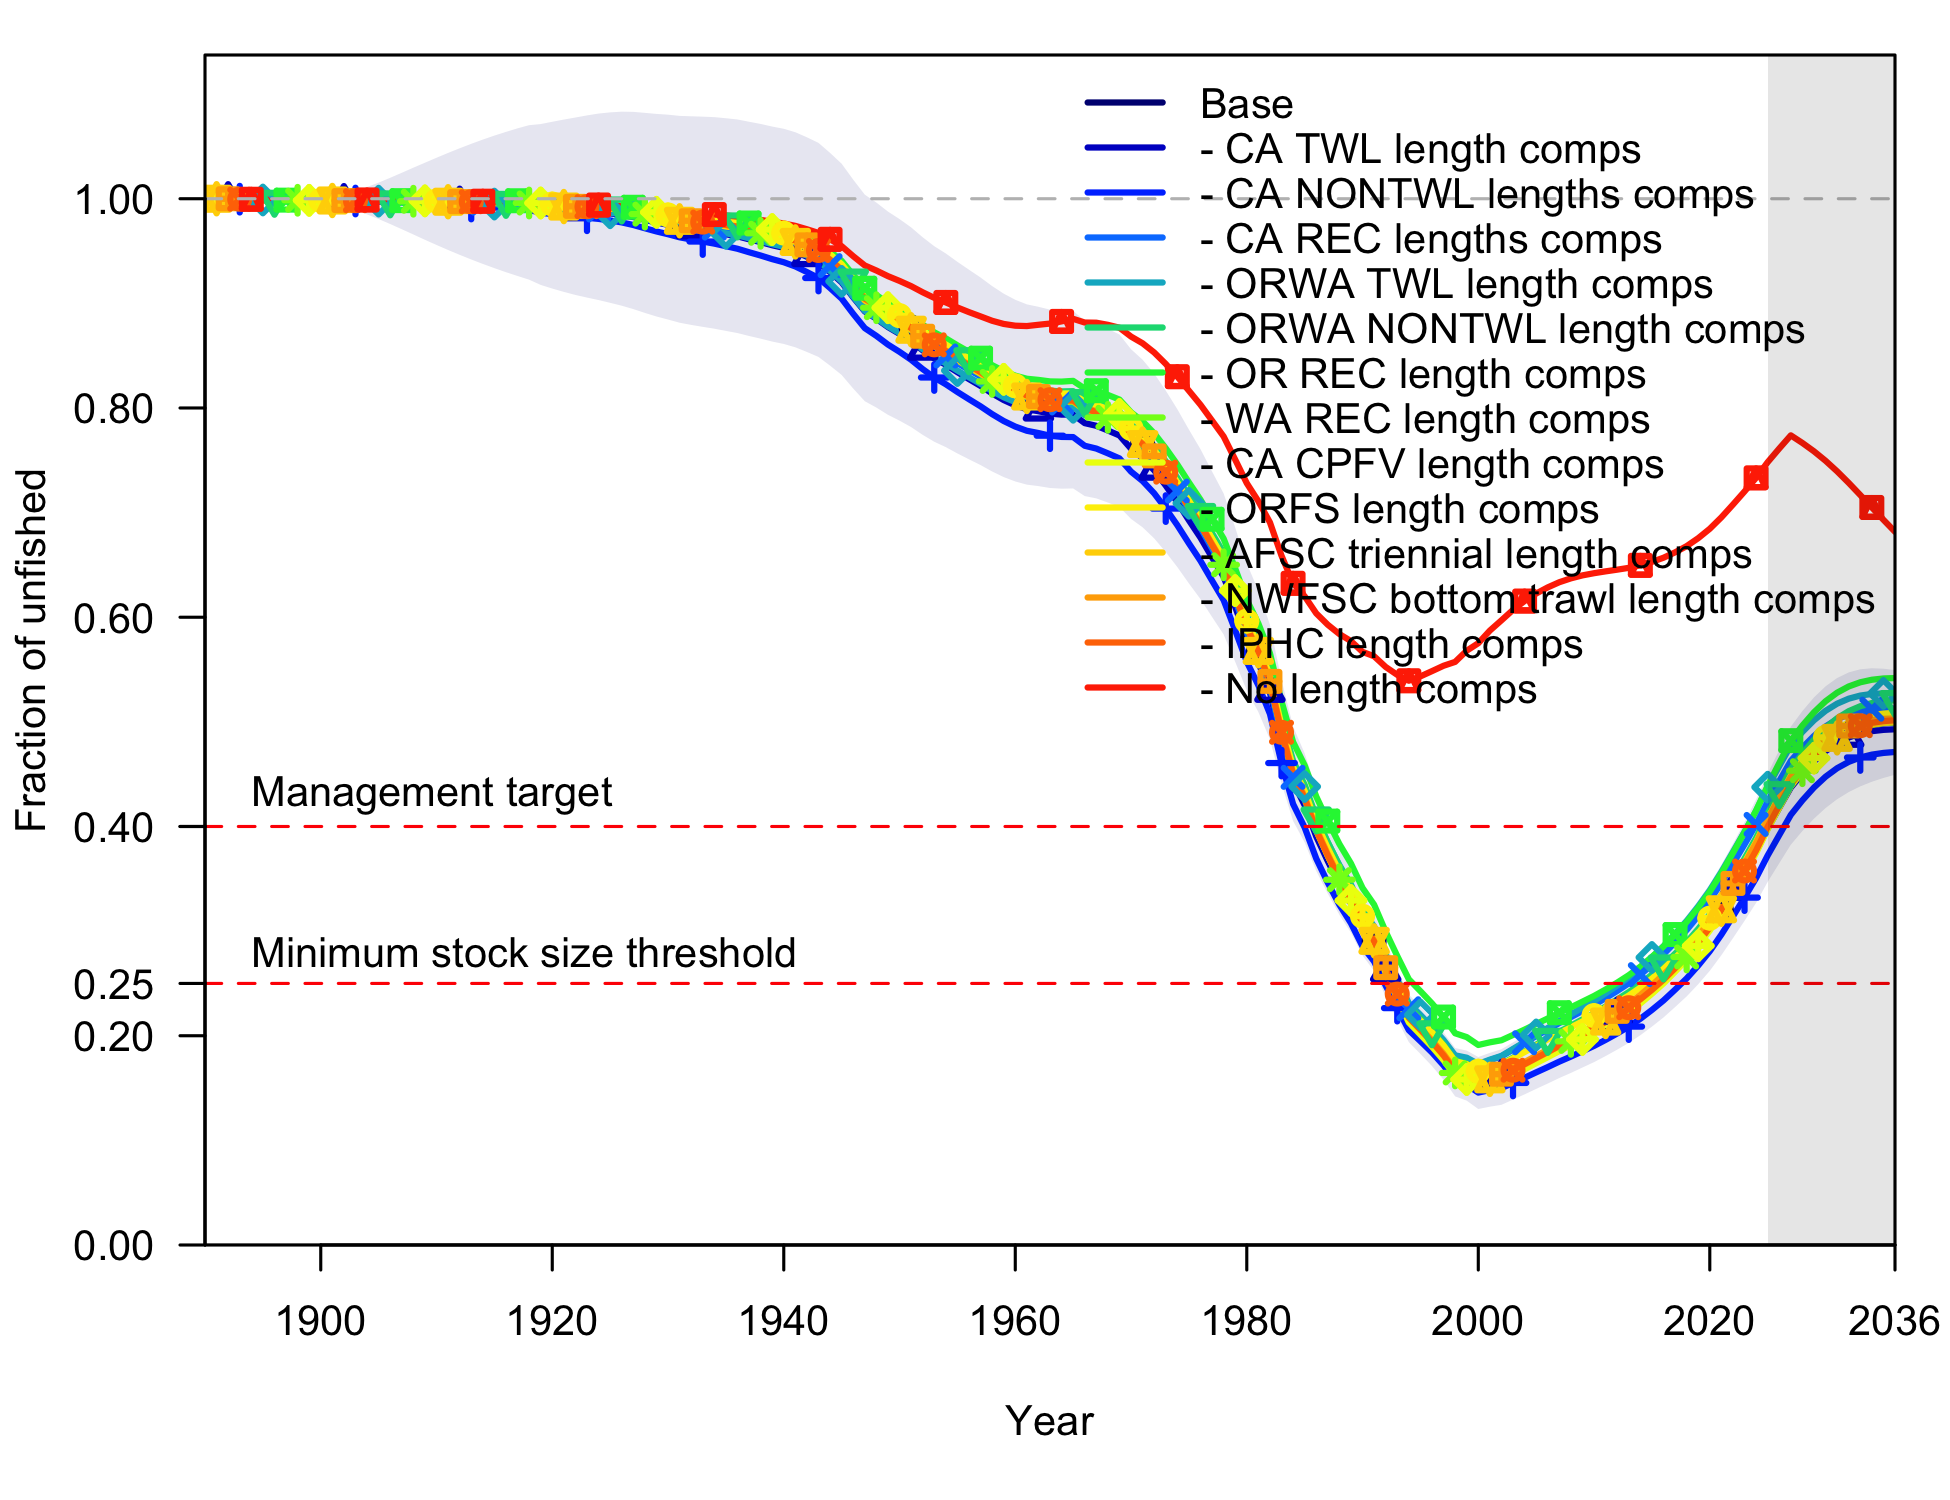 Base
- CA TWL length comps
- CA NONTWL lengths comps
- CA REC lengths comps
- ORWA TWL length comps
- ORWA NONTWL length comps
- OR REC length comps
- WA REC length comps
- CA CPFV length comps
- ORFS length comps
- AFSC triennial length comps
- NWFSC bottom trawl length comps
- IPHC length comps
- No length comps
Fraction of unfished
1.00
0.80
0.60
0.40
0.25
0.20
0.00
Management target
Minimum stock size threshold
1900
1920
1940
1960
1980
2000
2020
2036
Year